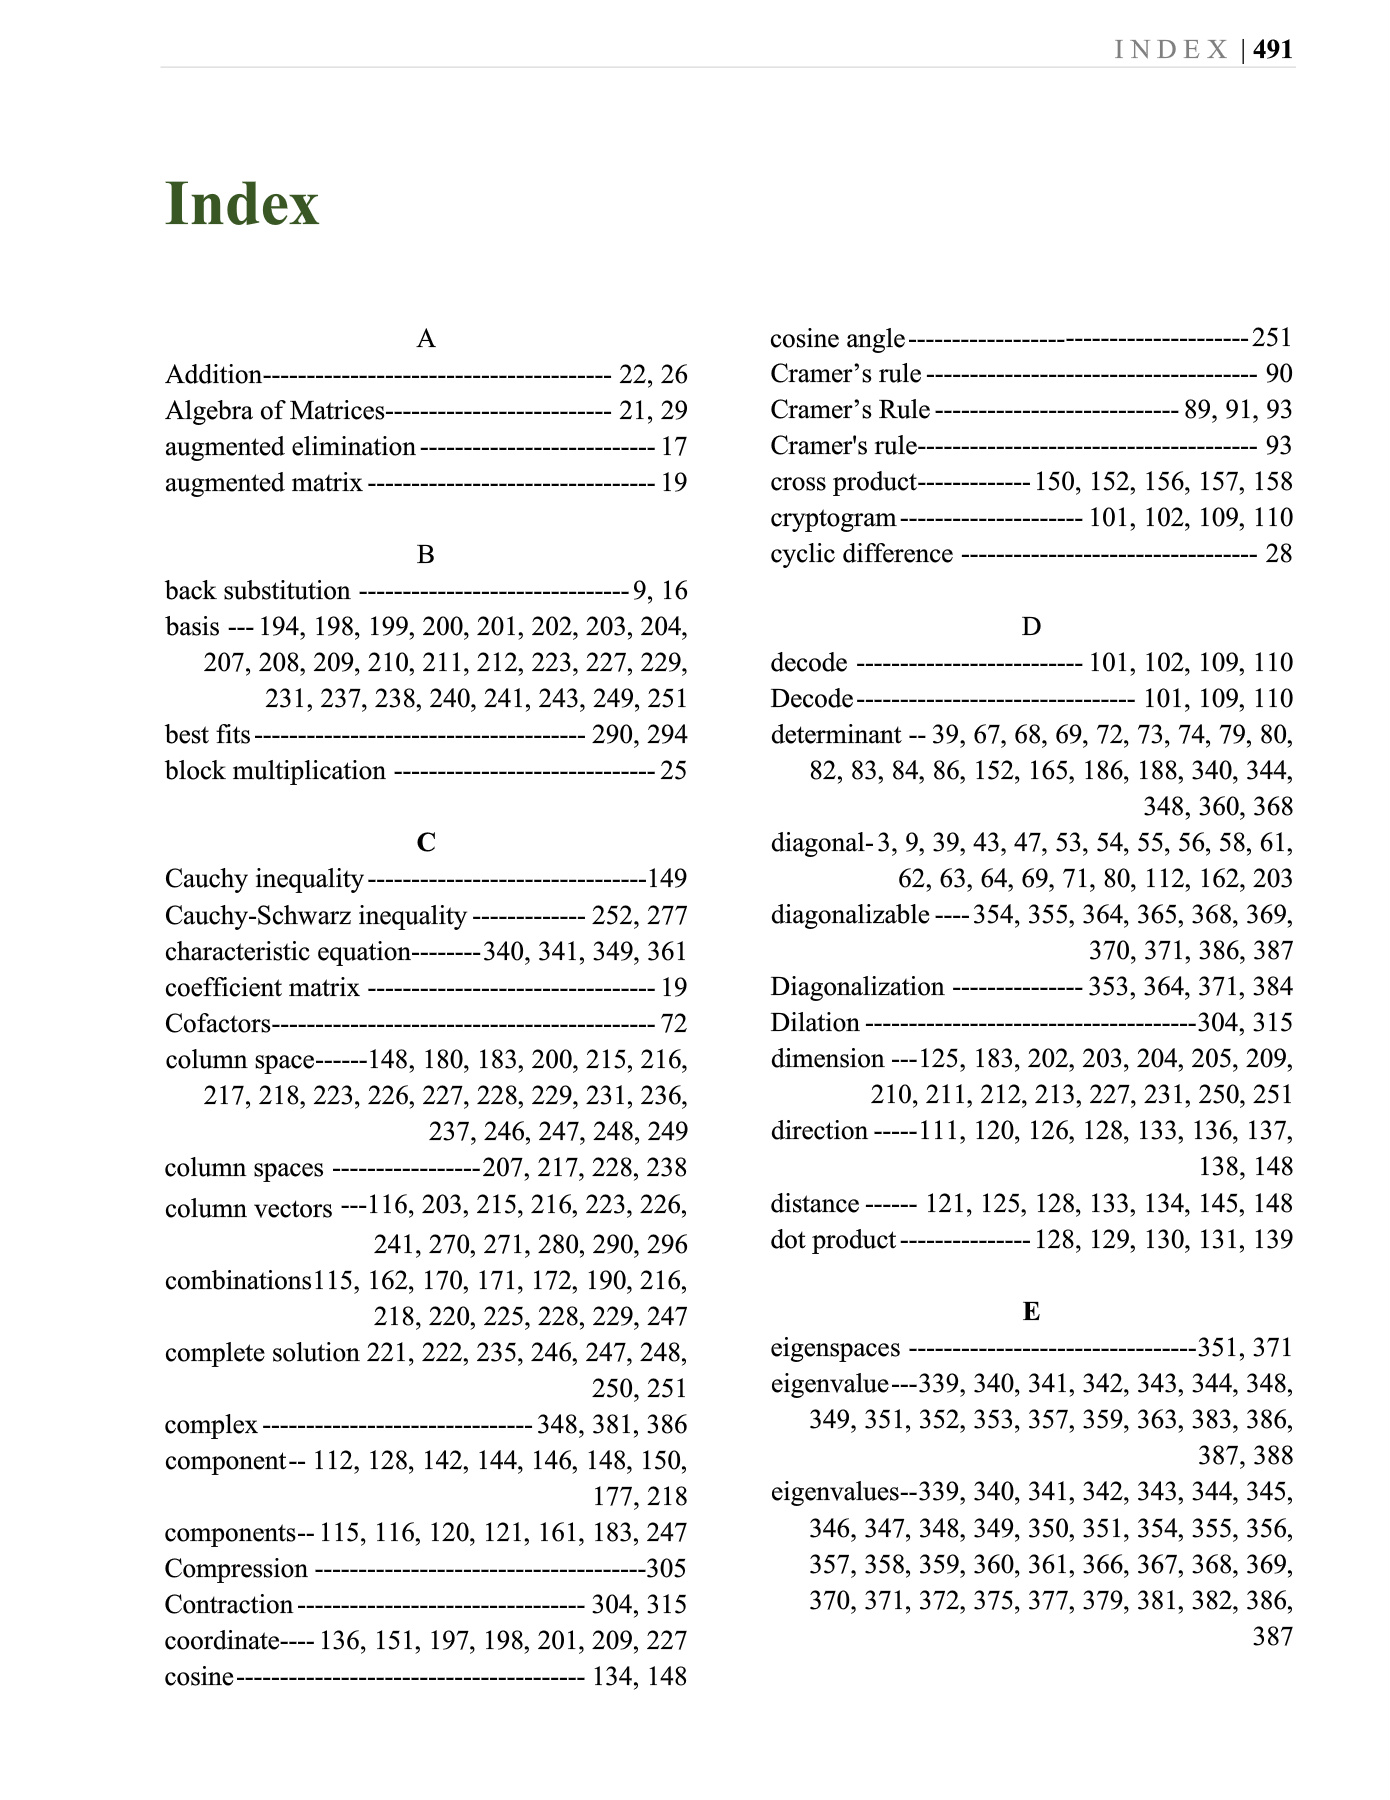 INDEX | 491
Index
A
Addition---------------------------------------- 22, 26
Algebra of Matrices-------------------------- 21, 29
augmented elimination --------------------------- 17
augmented matrix --------------------------------- 19
B
back substitution -------------------------------9, 16
basis --- 194, 198, 199, 200, 201, 202, 203, 204,
207, 208, 209, 210, 211, 212, 223, 227, 229,
231, 237, 238, 240, 241, 243, 249, 251
best fits -------------------------------------- 290, 294
block multiplication ------------------------------ 25
C
Cauchy inequality --------------------------------149
Cauchy-Schwarz inequality ------------- 252, 277
characteristic equation--------340, 341, 349, 361
coefficient matrix --------------------------------- 19
Cofactors-------------------------------------------- 72
column space------148, 180, 183, 200, 215, 216,
217, 218, 223, 226, 227, 228, 229, 231, 236,
237, 246, 247, 248, 249
column spaces -----------------207, 217, 228, 238
column vectors ---116, 203, 215, 216, 223, 226,
241, 270, 271, 280, 290, 296
combinations115, 162, 170, 171, 172, 190, 216,
218, 220, 225, 228, 229, 247
complete solution 221, 222, 235, 246, 247, 248,
250, 251
complex ------------------------------- 348, 381, 386
component-- 112, 128, 142, 144, 146, 148, 150,
177, 218
components-- 115, 116, 120, 121, 161, 183, 247
Compression --------------------------------------305
Contraction --------------------------------- 304, 315
coordinate---- 136, 151, 197, 198, 201, 209, 227
cosine---------------------------------------- 134, 148
cosine angle---------------------------------------251
Cramer’s rule -------------------------------------- 90
Cramer’s Rule ---------------------------- 89, 91, 93
Cramer's rule--------------------------------------- 93
cross product------------- 150, 152, 156, 157, 158
cryptogram --------------------- 101, 102, 109, 110
cyclic difference ---------------------------------- 28
D
decode -------------------------- 101, 102, 109, 110
Decode -------------------------------- 101, 109, 110
determinant -- 39, 67, 68, 69, 72, 73, 74, 79, 80,
82, 83, 84, 86, 152, 165, 186, 188, 340, 344,
348, 360, 368
diagonal- 3, 9, 39, 43, 47, 53, 54, 55, 56, 58, 61,
62, 63, 64, 69, 71, 80, 112, 162, 203
diagonalizable ---- 354, 355, 364, 365, 368, 369,
370, 371, 386, 387
Diagonalization --------------- 353, 364, 371, 384
Dilation --------------------------------------304, 315
dimension ---125, 183, 202, 203, 204, 205, 209,
210, 211, 212, 213, 227, 231, 250, 251
direction -----111, 120, 126, 128, 133, 136, 137,
138, 148
distance ------ 121, 125, 128, 133, 134, 145, 148
dot product --------------- 128, 129, 130, 131, 139
E
eigenspaces ---------------------------------351, 371
eigenvalue---339, 340, 341, 342, 343, 344, 348,
349, 351, 352, 353, 357, 359, 363, 383, 386,
387, 388
eigenvalues--339, 340, 341, 342, 343, 344, 345,
346, 347, 348, 349, 350, 351, 354, 355, 356,
357, 358, 359, 360, 361, 366, 367, 368, 369,
370, 371, 372, 375, 377, 379, 381, 382, 386,
387